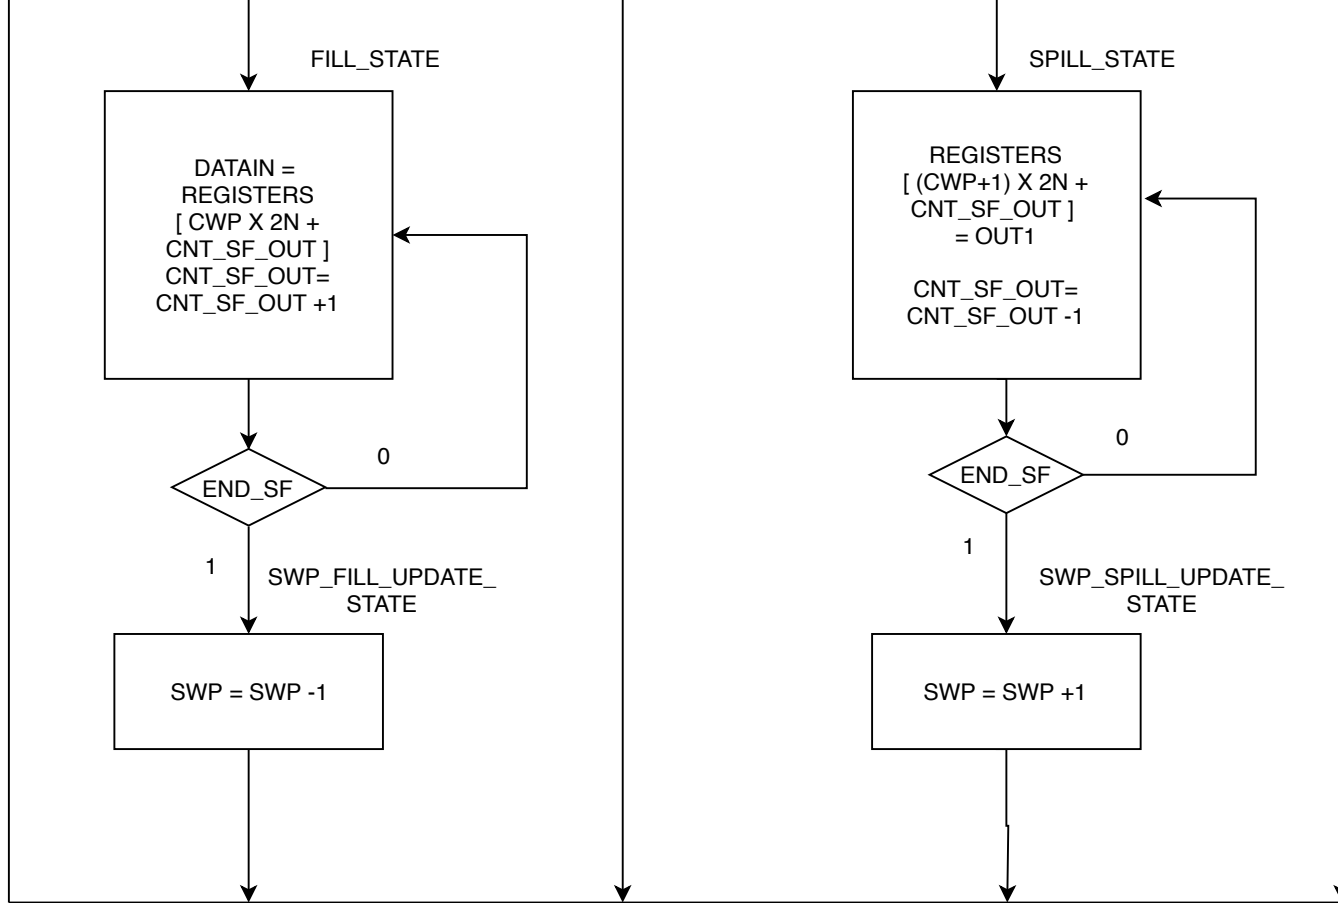 FILL_STATE
DATAIN =
REGISTERS
[ CWP X 2N +
CNT_SF_OUT ]
CNT_SF_OUT=
CNT_SF_OUT +1
0
END_SF
1
SWP_FILL_UPDATE_
STATE
SWP = SWP -1
SPILL_STATE
REGISTERS
[ (CWP+1) X 2N +
CNT_SF_OUT ]
= OUT1
CNT_SF_OUT=
CNT_SF_OUT -1
0
END_SF
1
SWP_SPILL_UPDATE_
STATE
SWP = SWP +1